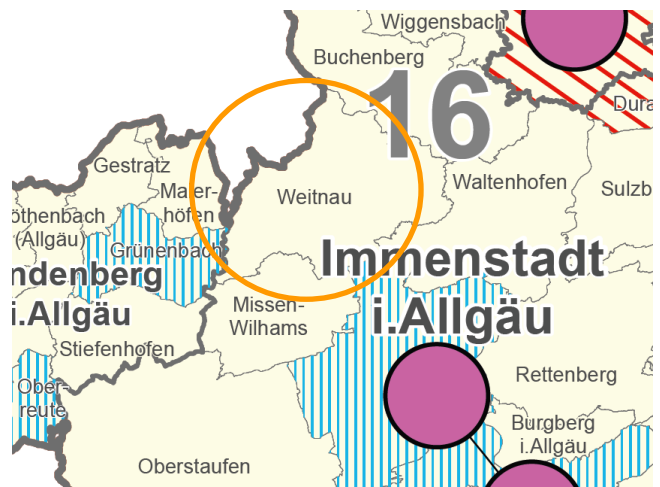 Wiggensbach
Buchenberg
16
Dura
Gestratz
Maier-
höfen
Weitnau
Waltenhofen
Sulzb
öthenbach
(Allgäu)
Grünenbach
ndenberg
i.Allgäu
Immenstadt
i.Allgäu
Missen-
Wilhams
Stiefenhofen
Ober-
reute
Rettenberg
Burgberg
i.Allgäu
Oberstaufen